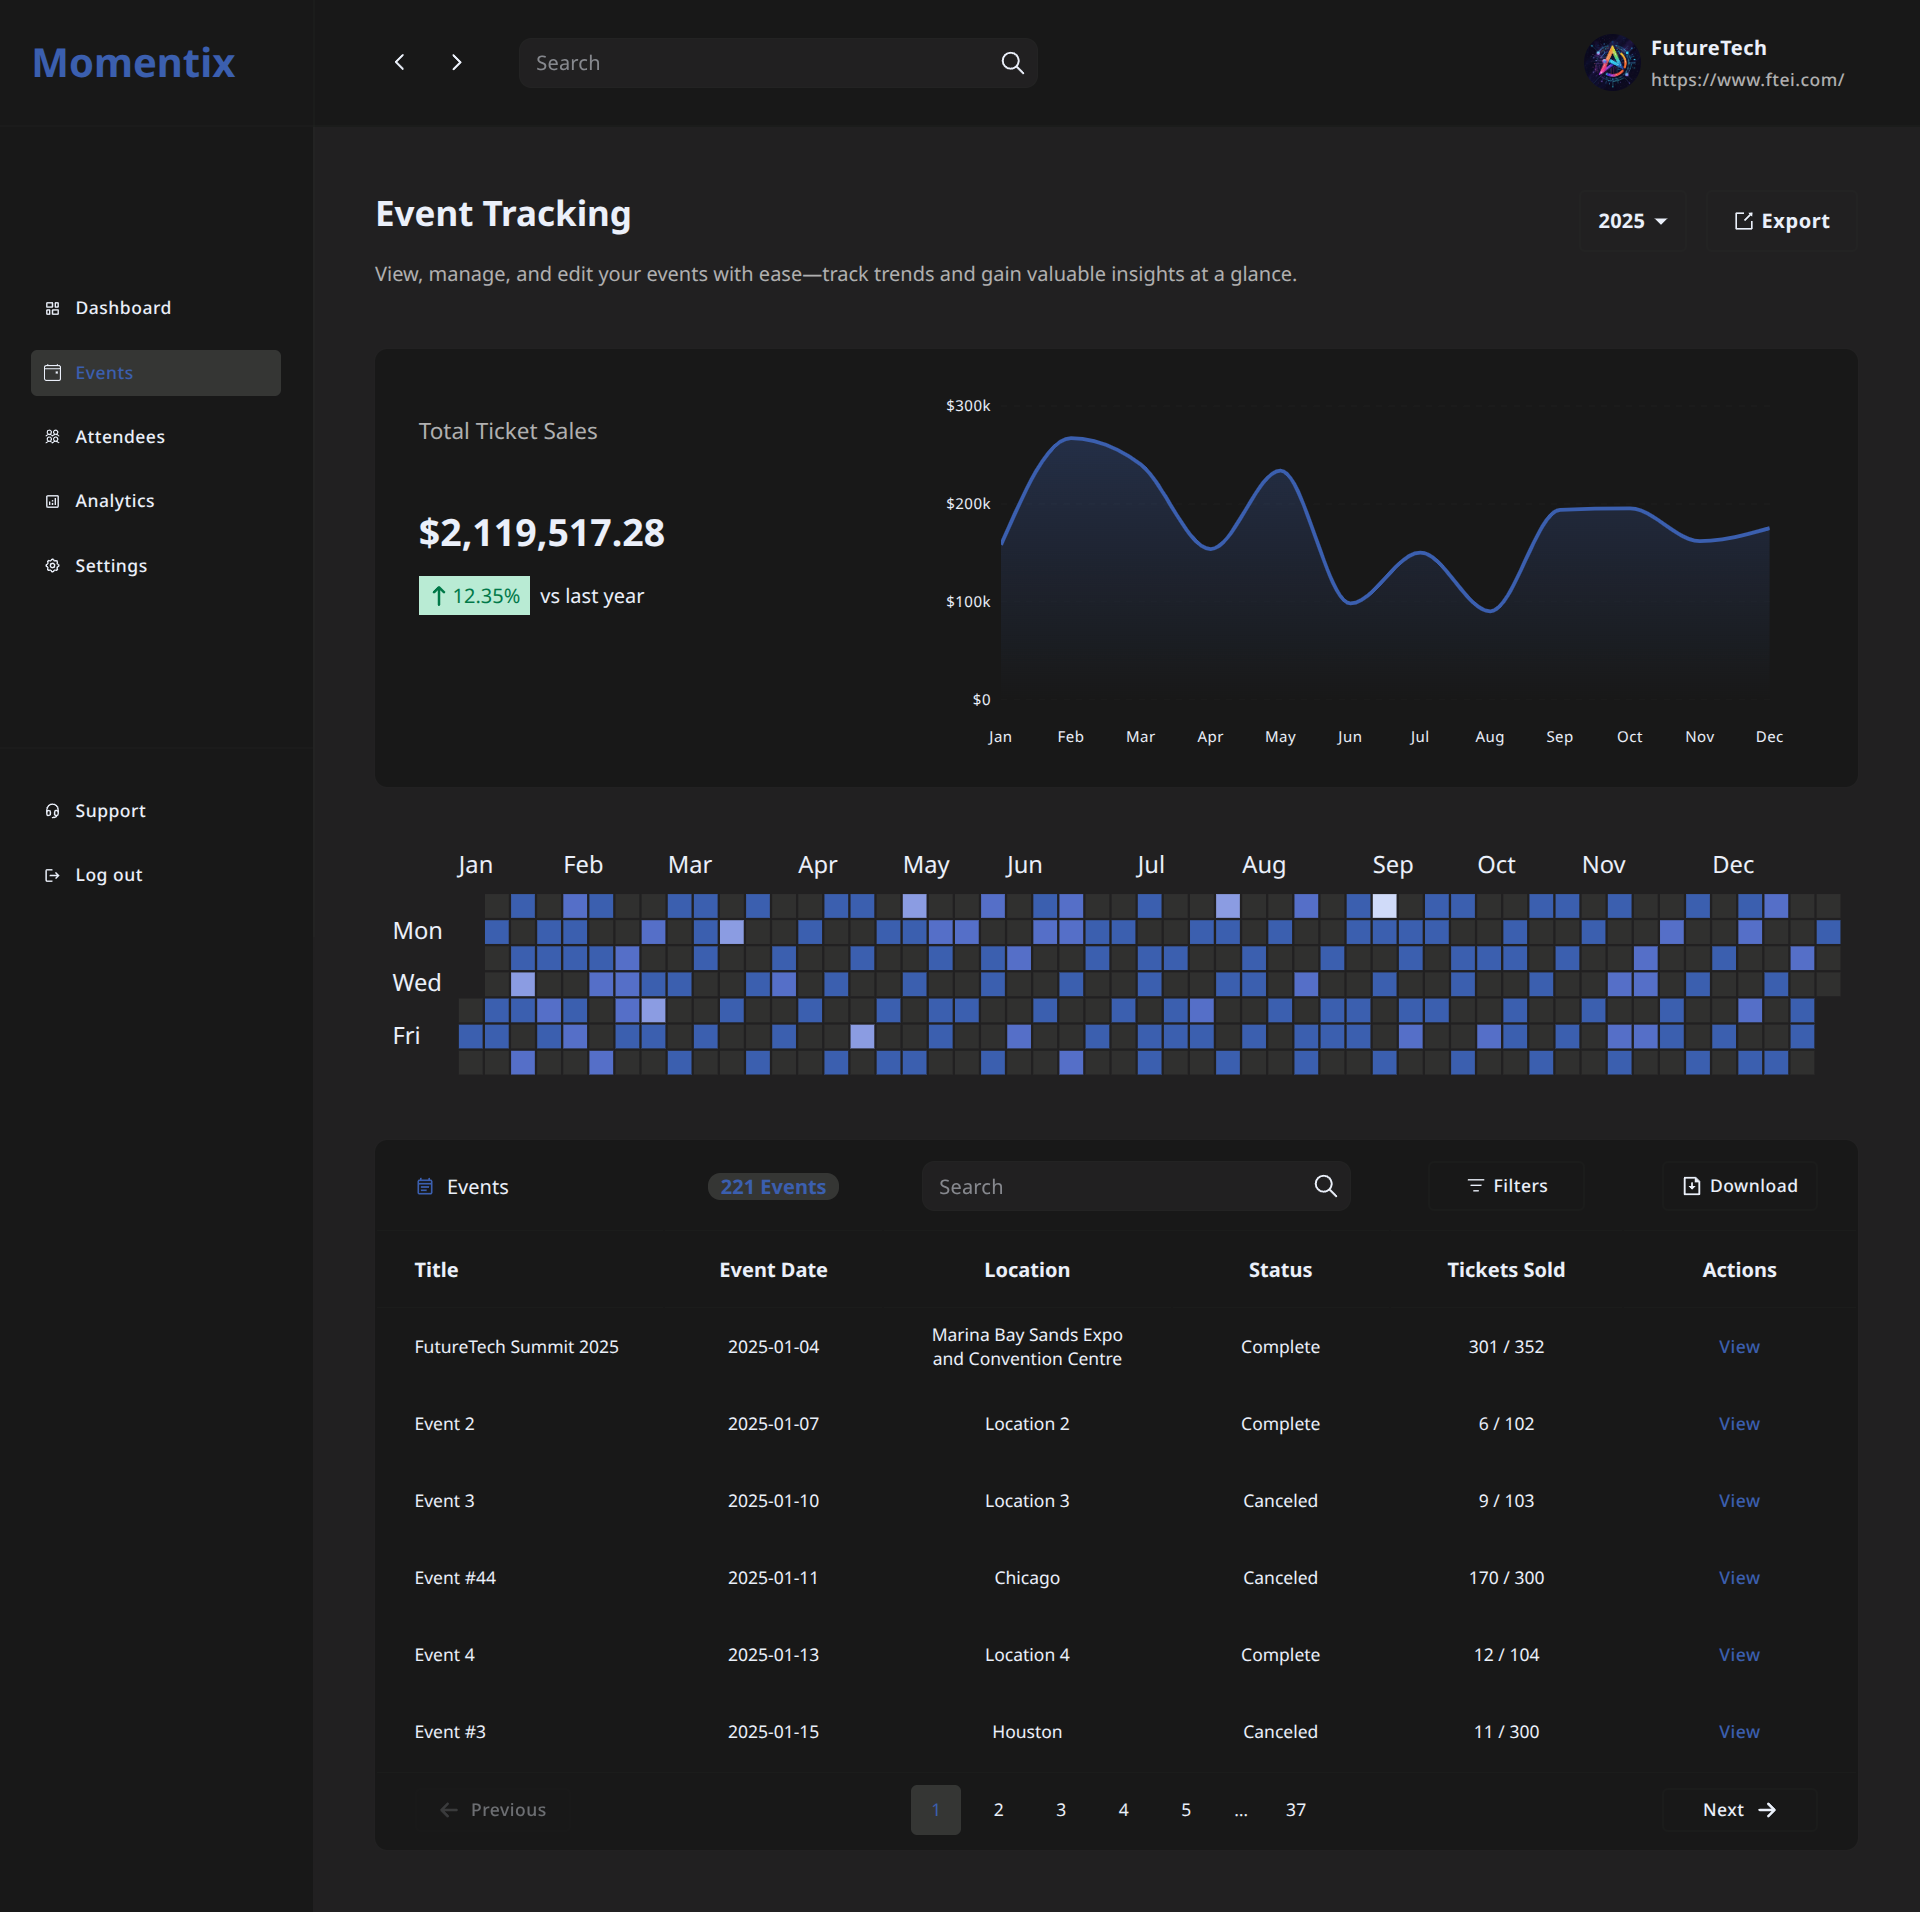 Momentix
Search
FutureTech
https://www.ftei.com/
Dashboard
Events
Attendees
Analytics
Settings
Support
Log out
Event Tracking
2025
Export
View, manage, and edit your events with ease—track trends and gain valuable insights at a glance.
Total Ticket Sales
$2,119,517.28
12.35% vs last year
$300k
$200k
$100k
$0
Jan Feb Mar Apr May Jun Jul Aug Sep Oct Nov Dec
Jan Feb Mar Apr May Jun Jul Aug Sep Oct Nov Dec
Mon
Wed
Fri
Events 221 Events Search Filters Download
Title Event Date Location Status Tickets Sold Actions
FutureTech Summit 2025 2025-01-04 Marina Bay Sands Expo
and Convention Centre Complete 301 / 352 View
Event 2 2025-01-07 Location 2 Complete 6 / 102 View
Event 3 2025-01-10 Location 3 Canceled 9 / 103 View
Event #44 2025-01-11 Chicago Canceled 170 / 300 View
Event 4 2025-01-13 Location 4 Complete 12 / 104 View
Event #3 2025-01-15 Houston Canceled 11 / 300 View
Previous 1 2 3 4 5 ... 37 Next